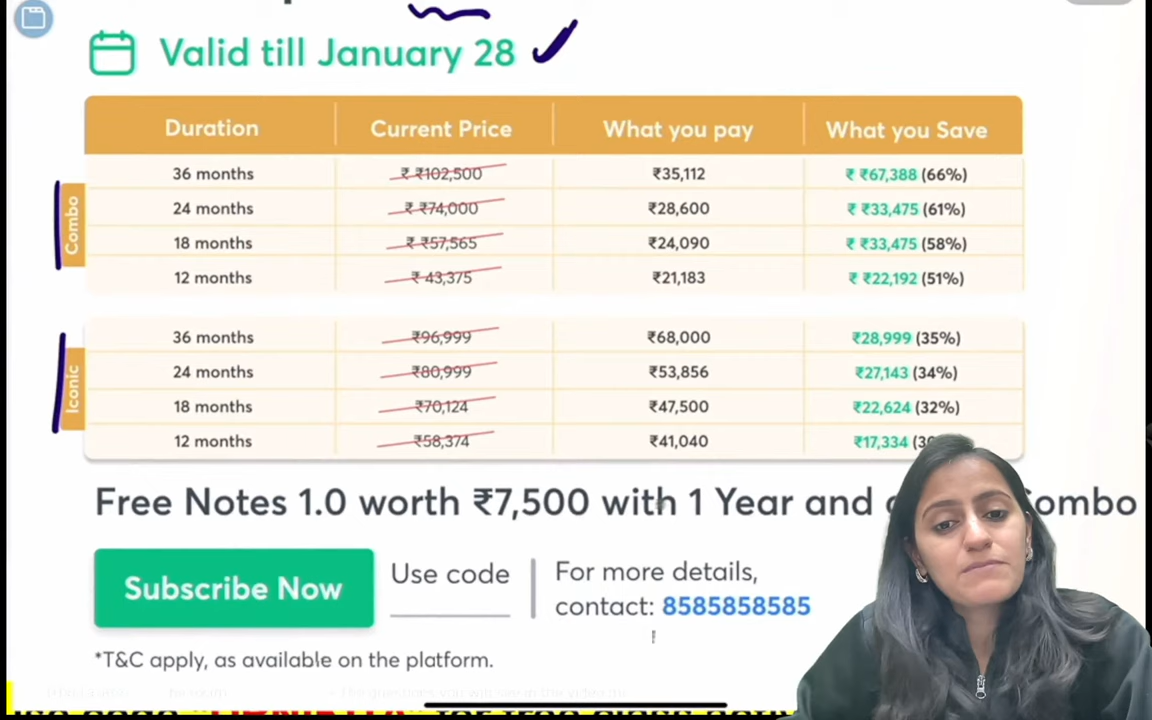 Valid till January 28
Duration Current Price What you pay What you Save
Combo
36 months ₹ ₹102,500 ₹35,112 ₹ ₹67,388 (66%)
24 months ₹ ₹74,000 ₹28,600 ₹ ₹33,475 (61%)
18 months ₹ ₹57,565 ₹24,090 ₹ ₹33,475 (58%)
12 months ₹ 43,375 ₹21,183 ₹ ₹22,192 (51%)
Iconic
36 months ₹96,999 ₹68,000 ₹28,999 (35%)
24 months ₹80,999 ₹53,856 ₹27,143 (34%)
18 months ₹70,124 ₹47,500 ₹22,624 (32%)
12 months ₹58,374 ₹41,040 ₹17,334
Free Notes 1.0 worth ₹7,500 with 1 Year and
Subscribe Now
Use code
For more details,
contact: 8585858585
*T&C apply, as available on the platform.